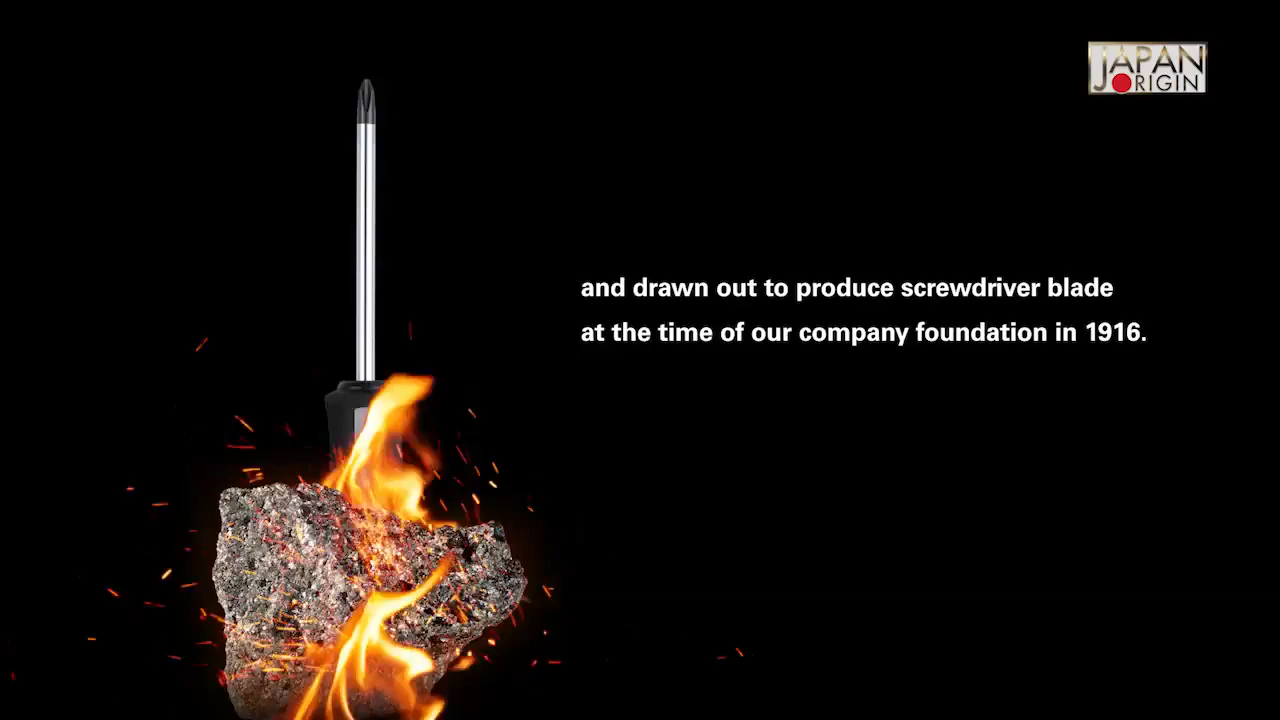 JAPAN
ORIGIN
and drawn out to produce screwdriver blade
at the time of our company foundation in 1916.